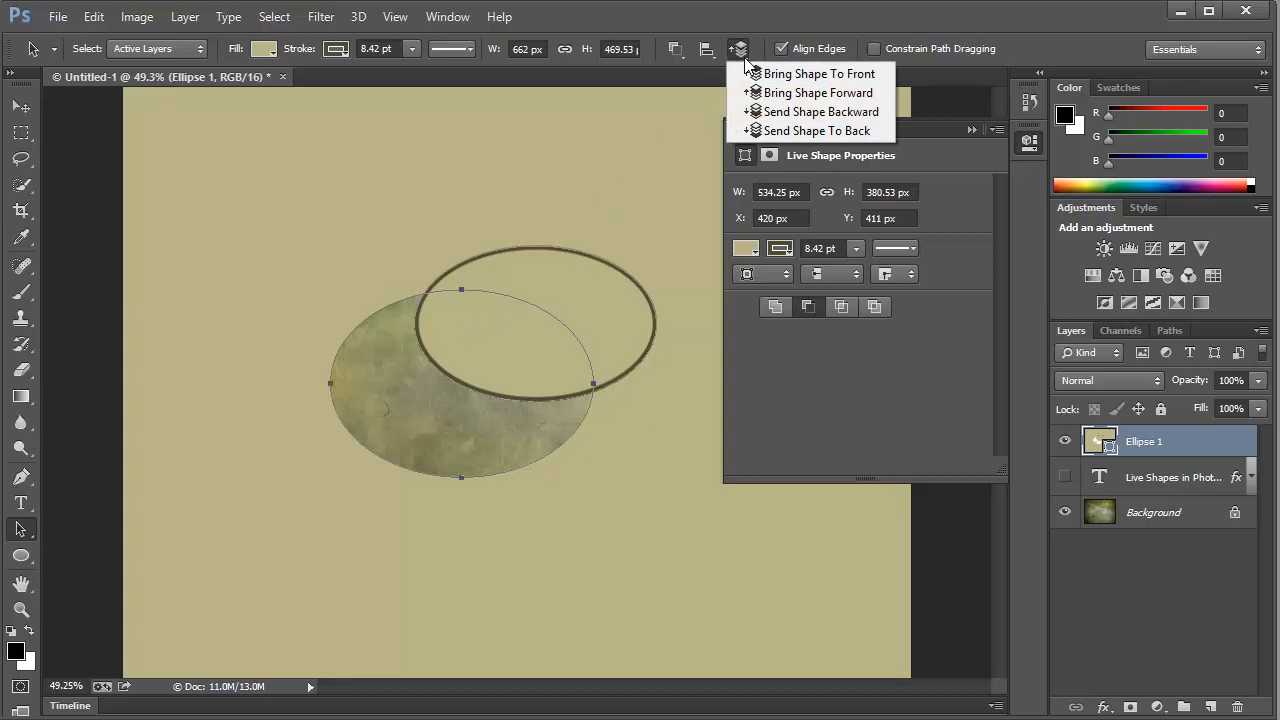 Ps File Edit Image Layer Type Select Filter 3D View Window Help
Select: Active Layers Fill: Stroke: 8.42 pt W: 662 px H: 469.53 Align Edges Constrain Path Dragging Essentials
© Untitled-1 @ 49.3% (Ellipse 1, RGB/16) * ×
Bring Shape To Front
Bring Shape Forward
Send Shape Backward
Send Shape To Back
Live Shape Properties
W: 534.25 px H: 380.53 px
X: 420 px Y: 411 px
8.42 pt
Color Swatches
R 0
G 0
B 0
Adjustments Styles
Add an adjustment
Layers Channels Paths
Kind T
Normal Opacity: 100%
Lock: Fill: 100%
Ellipse 1
T Live Shapes in Phot... fx
Background
T
49.25% © Doc: 11.0M/13.0M
Timeline fx